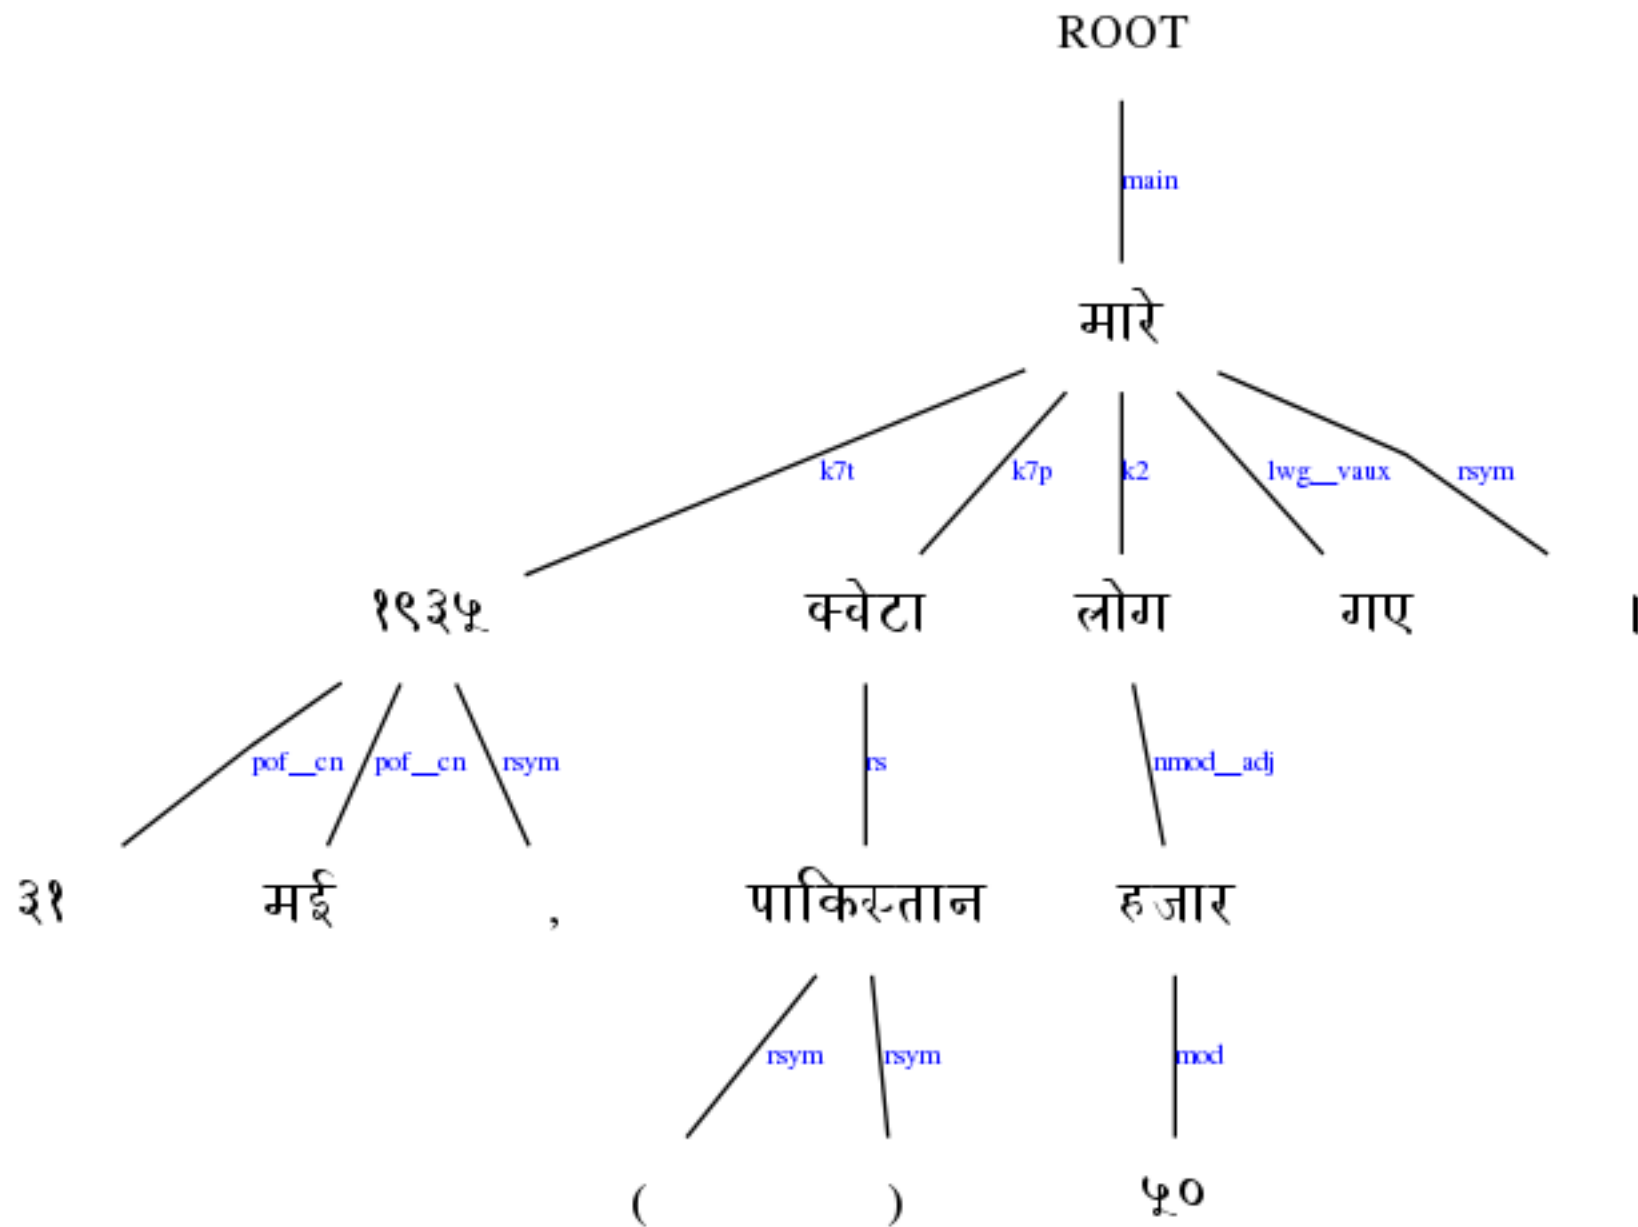 ROOT
main
मारे
k7t k7p k2 lwg__vaux rsym
१९३५ क्वेटा लोग गए ।
pof__cn pof__cn rsym rs nmod__adj
३१ मई , पाकिस्तान हजार
rsym rsym mod
( ) ५०